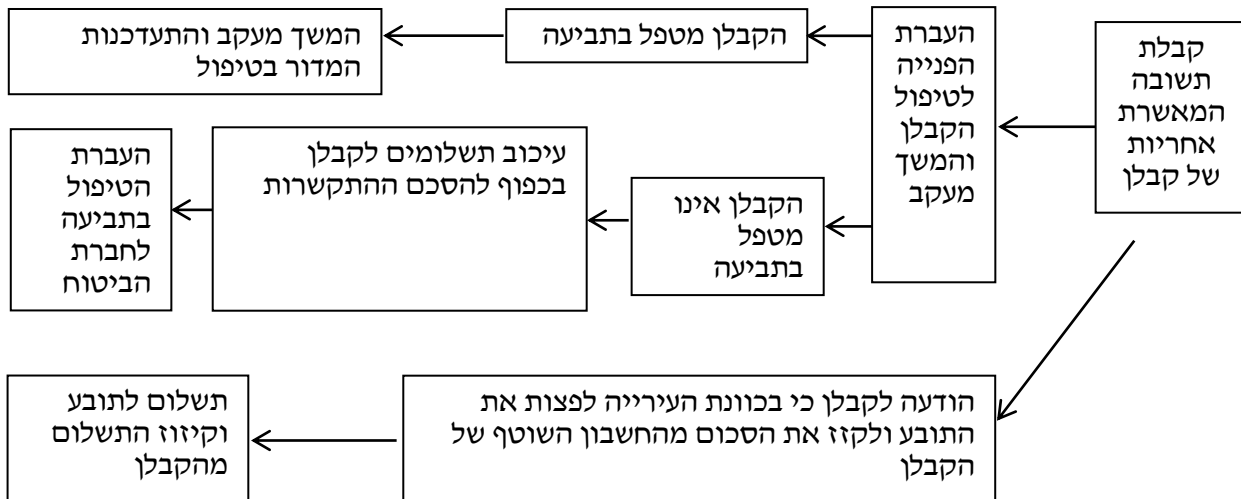 קבלת
תשובה
המאשרת
אחריות
של קבלן
העברת
הפנייה
לטיפול
הקבלן
והמשך
מעקב
הקבלן מטפל בתביעה
המשך מעקב והתעדכנות
המדור בטיפול
הקבלן אינו
מטפל
בתביעה
עיכוב תשלומים לקבלן
בכפוף להסכם ההתקשרות
העברת
הטיפול
בתביעה
לחברת
הביטוח
הודעה לקבלן כי בכוונת העירייה לפצות את
התובע ולקזז את הסכום מהחשבון השוטף של
הקבלן
תשלום לתובע
וקיזוז התשלום
מהקבלן